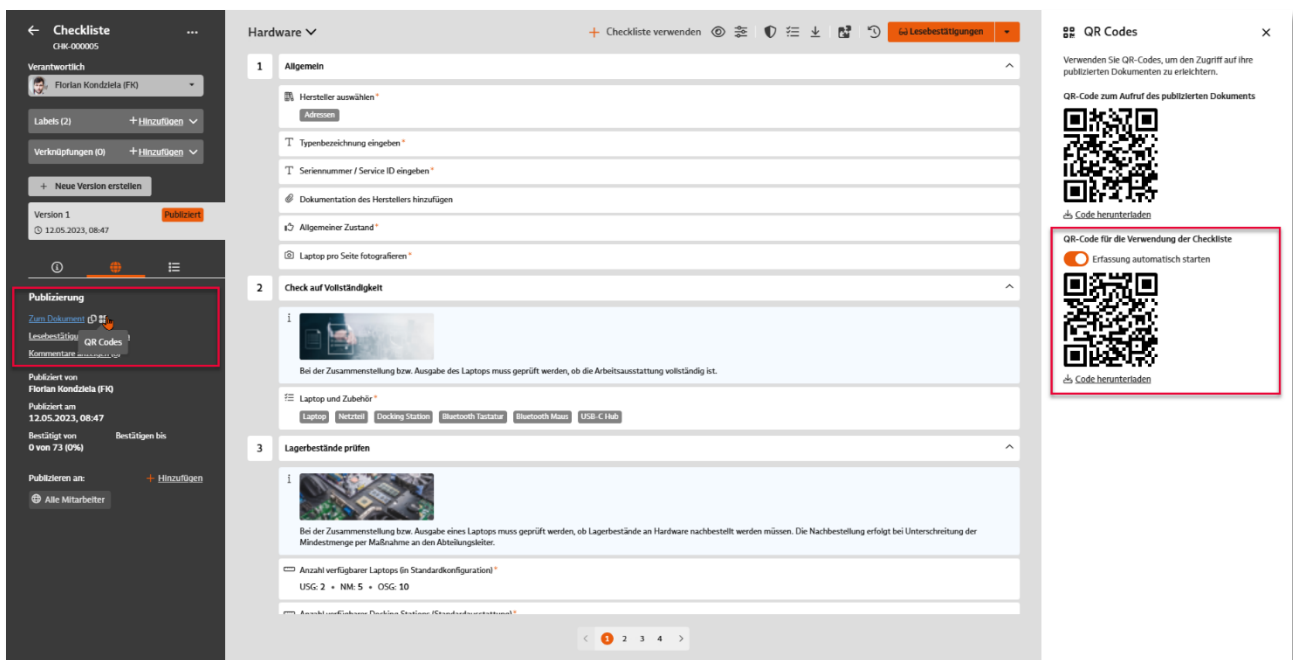 Checkliste
CHK-000005
Verantwortlich
Florian Kondziela (FK)
Labels (2) Hinzufügen
Verknüpfungen (0) Hinzufügen
+ Neue Version erstellen
Version 1 Publiziert
12.05.2023, 08:47
Publizierung
Zum Dokument
QR Codes
Publiziert von
Florian Kondziela (FK)
Publiziert am
12.05.2023, 08:47
Bestätigt von Bestätigen bis
0 von 73 (0%)
Publizieren an: + Hinzufügen
Alle Mitarbeiter
Hardware
+ Checkliste verwenden
Lesebestätigungen
1 Allgemein
Hersteller auswählen *
Adressen
Typenbezeichnung eingeben *
Seriennummer / Service ID eingeben *
Dokumentation des Herstellers hinzufügen
Allgemeiner Zustand *
Laptop pro Seite fotografieren *
2 Check auf Vollständigkeit
Bei der Zusammenstellung bzw. Ausgabe des Laptops muss geprüft werden, ob die Arbeitsausstattung vollständig ist.
Laptop und Zubehör *
Laptop Netzteil Docking Station Bluetooth Tastatur Bluetooth Maus USB-C Hub
3 Lagerbestände prüfen
Bei der Zusammenstellung bzw. Ausgabe eines Laptops muss geprüft werden, ob Lagerbestände an Hardware nachbestellt werden müssen. Die Nachbestellung erfolgt bei Unterschreitung der
Mindestmenge per Maßnahme an den Abteilungsleiter.
Anzahl verfügbarer Laptops (in Standardkonfiguration) *
USG: 2 • NM: 5 • OSG: 10
Anzahl verfügbarer Docking Stations (Standardausstattung) *
1 2 3 4
QR Codes
Verwenden Sie QR-Codes, um den Zugriff auf ihre
publizierten Dokumenten zu erleichtern.
QR-Code zum Aufruf des publizierten Dokuments
Code herunterladen
QR-Code für die Verwendung der Checkliste
Erfassung automatisch starten
Code herunterladen